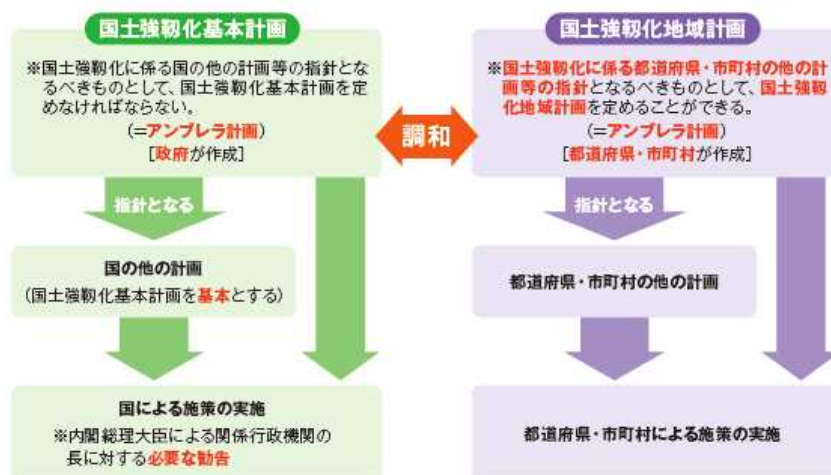 国土強靱化基本計画
※国土強靱化に係る国の他の計画等の指針とな
るべきものとして、国土強靱化基本計画を定
めなければならない。
(=アンブレラ計画)
[政府が作成]
指針となる
国の他の計画
(国土強靱化基本計画を基本とする)
国による施策の実施
※内閣総理大臣による関係行政機関の
長に対する必要な勧告
調和
国土強靱化地域計画
※国土強靱化に係る都道府県・市町村の他の計
画等の指針となるべきものとして、国土強靱
化地域計画を定めることができる。
(=アンブレラ計画)
[都道府県・市町村が作成]
指針となる
都道府県・市町村の他の計画
都道府県・市町村による施策の実施